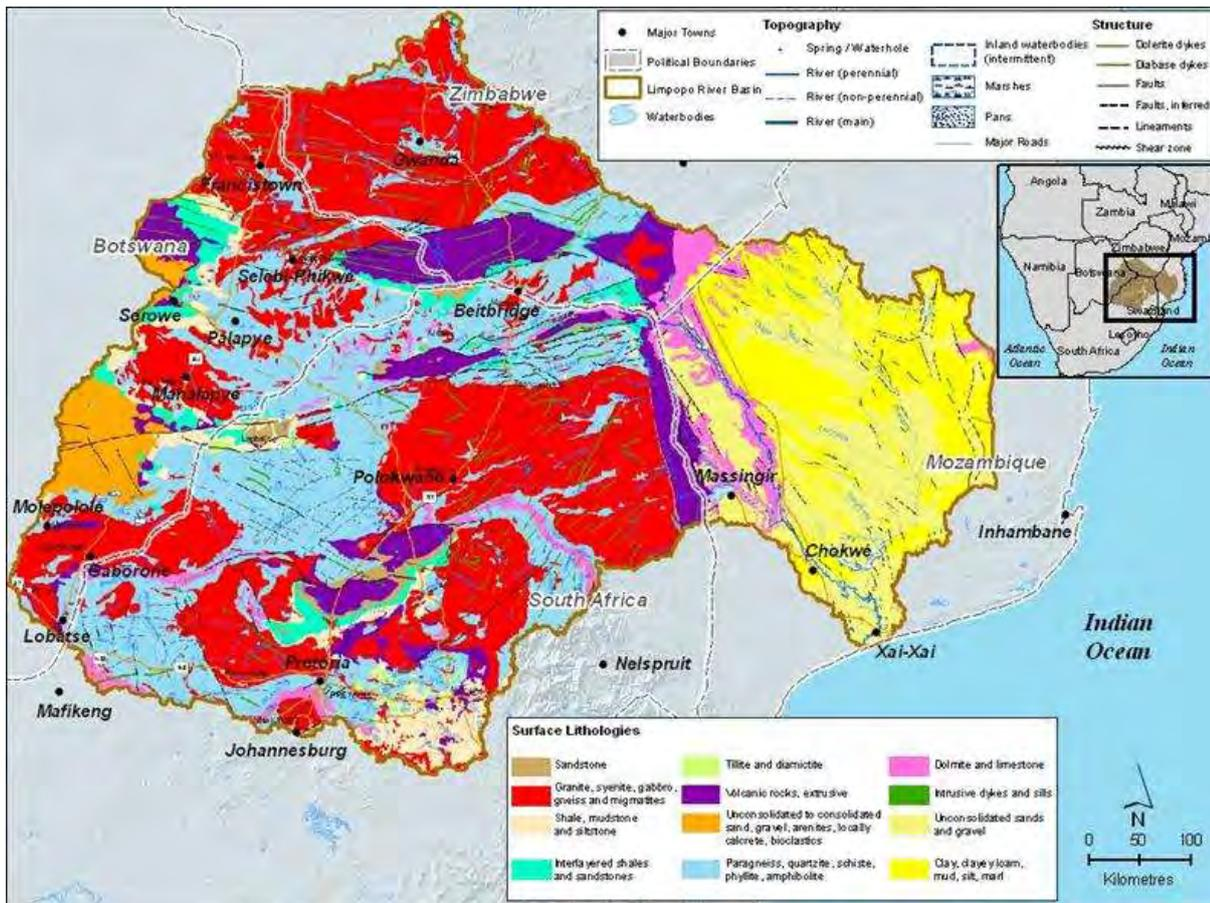 Major Towns
Political Boundaries
Limpopo River Basin
Waterbodies
Topography
Spring / Waterhole
River (perennial)
River (non-perennial)
River (main)
Inland waterbodies
(intermittent)
Marshes
Pans
Major Roads
Structure
Dolerite dykes
Diabase dykes
Faults
Faults, inferred
Lineaments
Shear zone
Angola
Zambia
Malawi
Mozamb
Zimbabwe
Namibia
Botswana
Swaziland
Lesotho
South Africa
Atlantic
Ocean
Indian
Ocean
Zimbabwe
Gwanda
Francistown
Botswana
Selebi-Phikwe
Serowe
Palapye
Beitbridge
Mahalapye
Polokwane
Massingir
Mozambique
Molepolole
Inhambane
Chokwe
Gaborone
South Africa
Lobatse
Xai-Xai
Indian
Ocean
Pretoria
Nelspruit
Mafikeng
Johannesburg
Surface Lithologies
Sandstone
Granite, syenite, gabbro,
gneiss and migmatites
Shale, mudstone
and siltstone
Interlayered shales
and sandstones
Tillite and diamictite
Volcanic rocks, extrusive
Unconsolidated to consolidated
sand, gravel, arenites, locally
calcrete, bioclastics
Paragneiss, quartzite, schists,
phyllite, amphibolite
Dolmite and limestone
Intrusive dykes and sills
Unconsolidated sands
and gravel
Clay, clayey loam,
mud, silt, marl
N
0 50 100
Kilometres